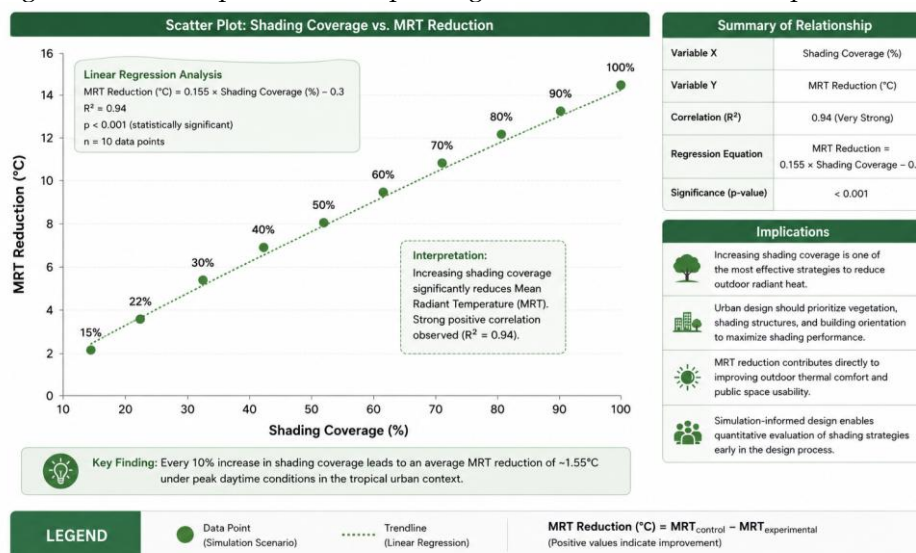 Scatter Plot: Shading Coverage vs. MRT Reduction
MRT Reduction (°C)
16
14
12
10
8
6
4
2
0
Linear Regression Analysis
MRT Reduction (°C) = 0.155 × Shading Coverage (%) – 0.3
R² = 0.94
p < 0.001 (statistically significant)
n = 10 data points
15%
22%
30%
40%
50%
60%
70%
80%
90%
100%
Interpretation:
Increasing shading coverage
significantly reduces Mean
Radiant Temperature (MRT).
Strong positive correlation
observed (R² = 0.94).
10 20 30 40 50 60 70 80 90 100
Shading Coverage (%)
Key Finding: Every 10% increase in shading coverage leads to an average MRT reduction of ~1.55°C
under peak daytime conditions in the tropical urban context.
Summary of Relationship
Variable X Shading Coverage (%)
Variable Y MRT Reduction (°C)
Correlation (R²) 0.94 (Very Strong)
Regression Equation MRT Reduction =
0.155 × Shading Coverage – 0.
Significance (p-value) < 0.001
Implications
Increasing shading coverage is one of
the most effective strategies to reduce
outdoor radiant heat.
Urban design should prioritize vegetation,
shading structures, and building orientation
to maximize shading performance.
MRT reduction contributes directly to
improving outdoor thermal comfort and
public space usability.
Simulation-informed design enables
quantitative evaluation of shading strategies
early in the design process.
LEGEND
Data Point
(Simulation Scenario)
Trendline
(Linear Regression)
MRT Reduction (°C) = MRTcontrol – MRTexperimental
(Positive values indicate improvement)